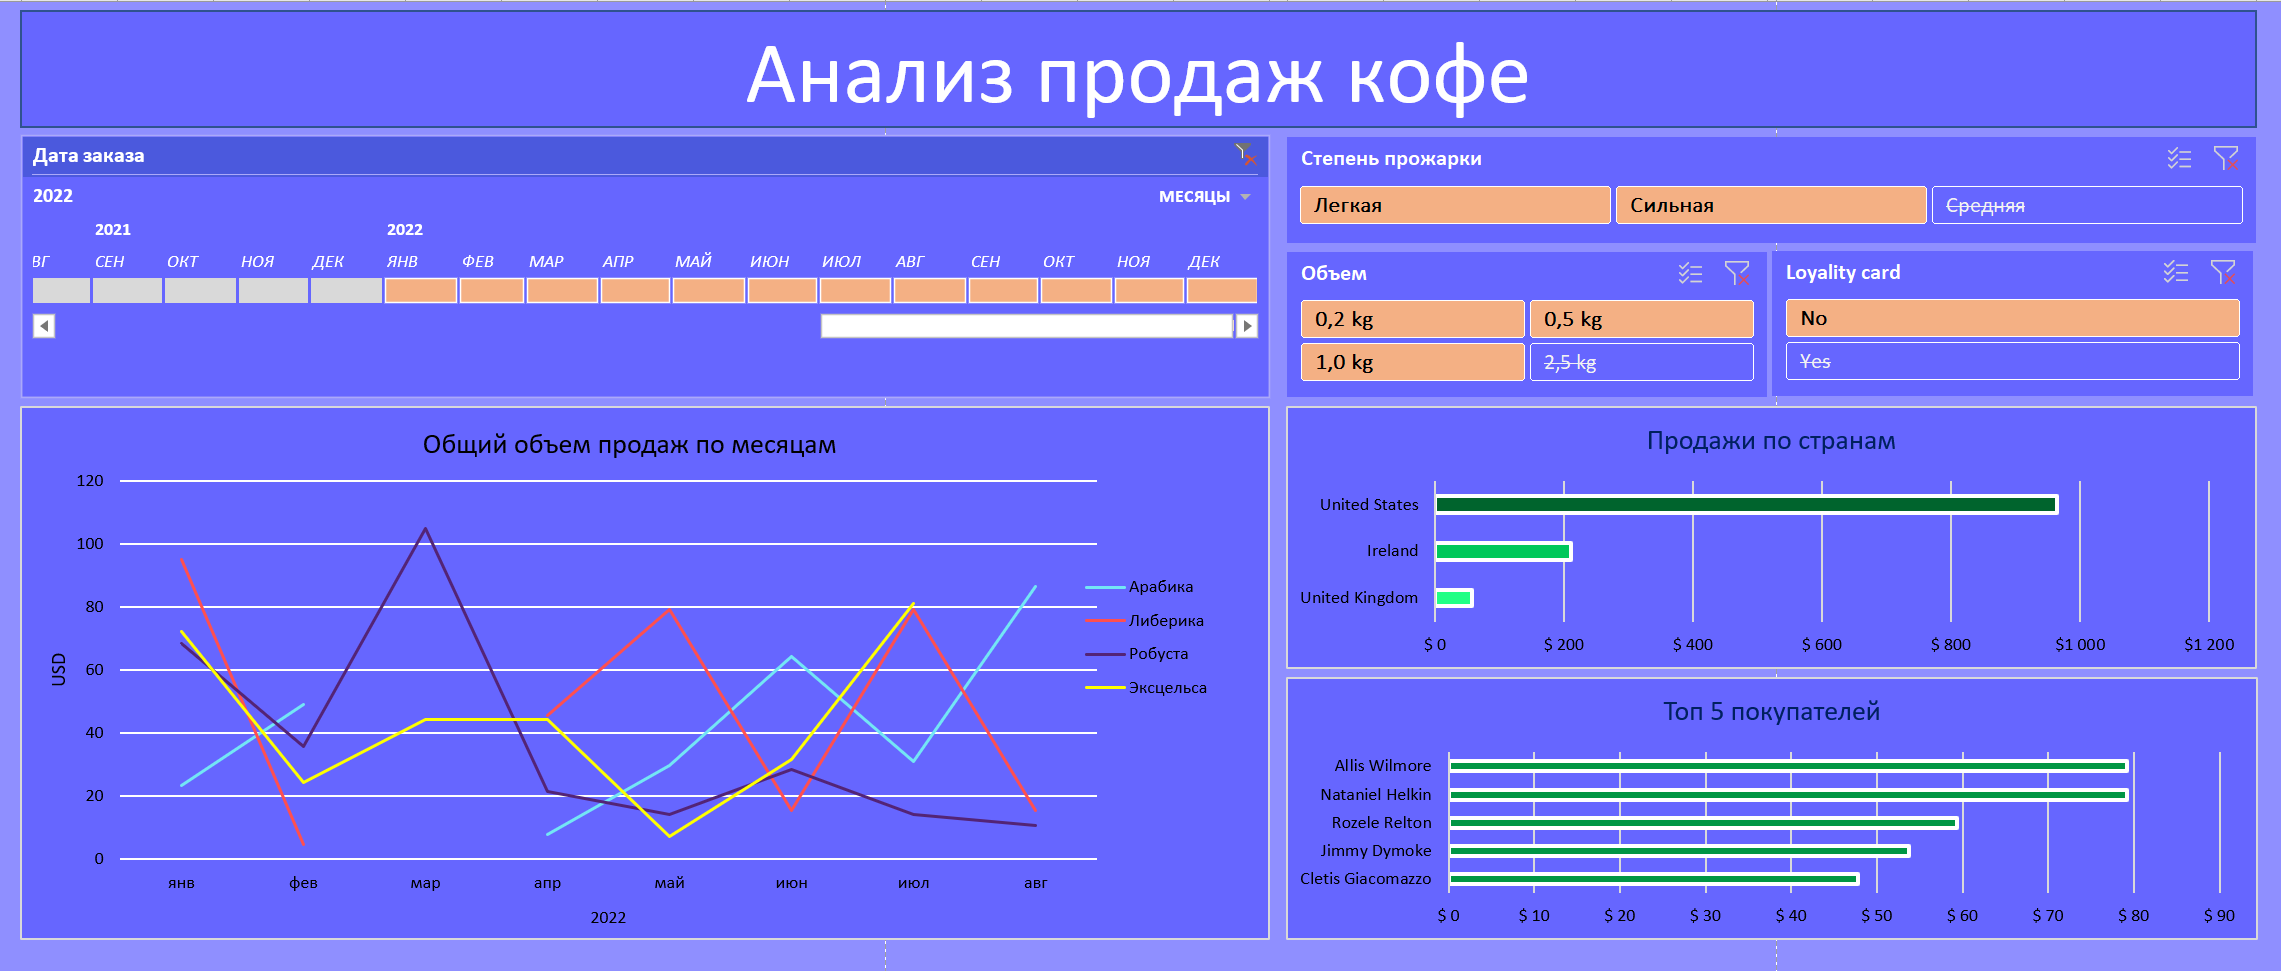 Анализ продаж кофе
Дата заказа
2022
МЕСЯЦЫ
2021 2022
ВГ СЕН ОКТ НОЯ ДЕК ЯНВ ФЕВ МАР АПР МАЙ ИЮН ИЮЛ АВГ СЕН ОКТ НОЯ ДЕК
Степень прожарки
Легкая Сильная Средняя
Объем
0,2 kg 0,5 kg
1,0 kg 2,5 kg
Loyality card
No
Yes
Общий объем продаж по месяцам
120
100
80
60
40
20
0
USD
янв фев мар апр май июн июл авг
2022
Арабика
Либерика
Робуста
Эксцельса
Продажи по странам
United States
Ireland
United Kingdom
$ 0 $ 200 $ 400 $ 600 $ 800 $1 000 $1 200
Топ 5 покупателей
Allis Wilmore
Nataniel Helkin
Rozele Relton
Jimmy Dymoke
Cletis Giacomazzo
$ 0 $ 10 $ 20 $ 30 $ 40 $ 50 $ 60 $ 70 $ 80 $ 90